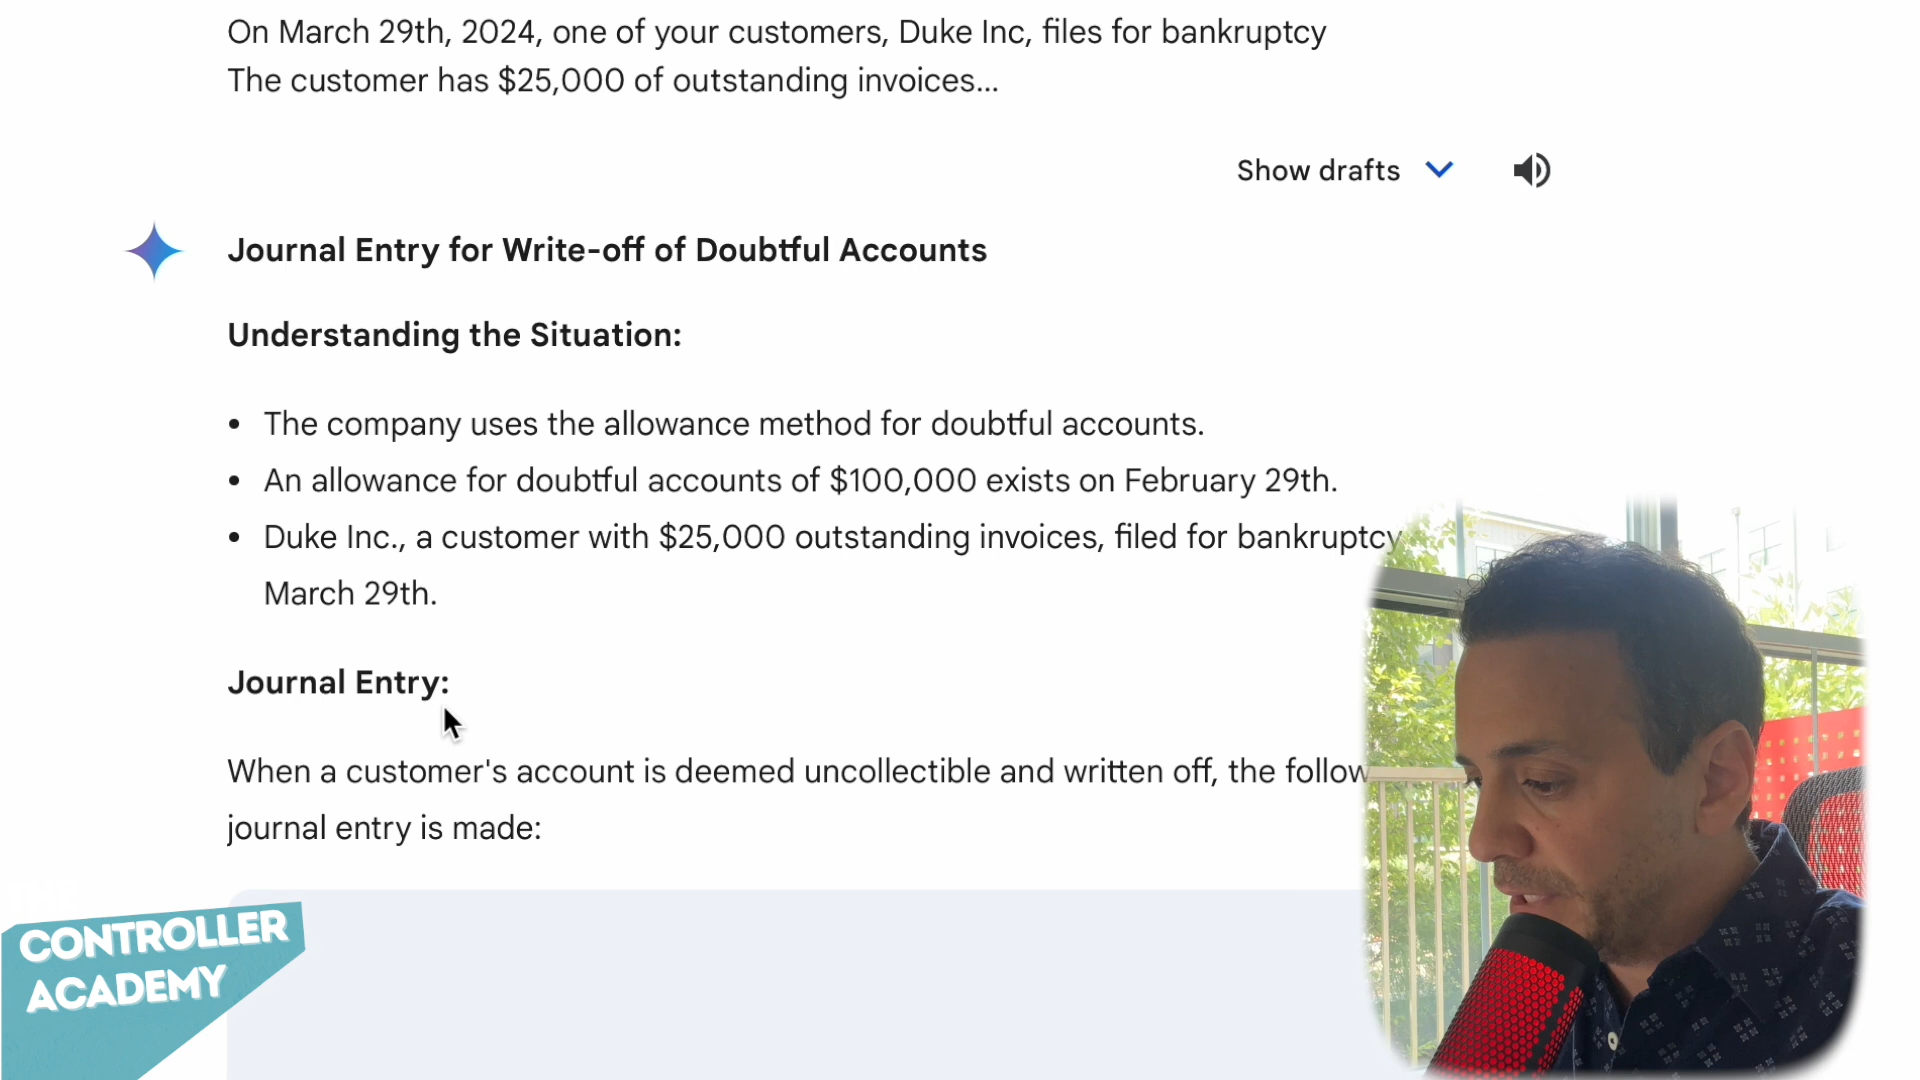 On March 29th, 2024, one of your customers, Duke Inc, files for bankruptcy
The customer has $25,000 of outstanding invoices...
Show drafts
Journal Entry for Write-off of Doubtful Accounts
Understanding the Situation:
• The company uses the allowance method for doubtful accounts.
• An allowance for doubtful accounts of $100,000 exists on February 29th.
• Duke Inc., a customer with $25,000 outstanding invoices, filed for bankruptcy
March 29th.
Journal Entry:
When a customer's account is deemed uncollectible and written off, the follow
journal entry is made:
CONTROLLER
ACADEMY